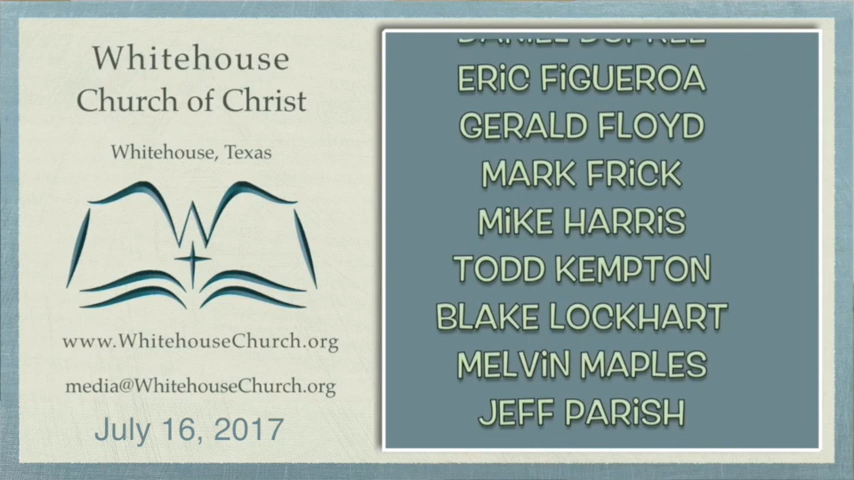 Whitehouse
Church of Christ
Whitehouse, Texas
W
www.WhitehouseChurch.org
media@WhitehouseChurch.org
July 16, 2017
ERiC FiGUEROA
GERALD FLOYD
MARK FRiCK
MiKE HARRiS
TODD KEMPTON
BLAKE LOCKHART
MELViN MAPLES
JEFF PARiSH